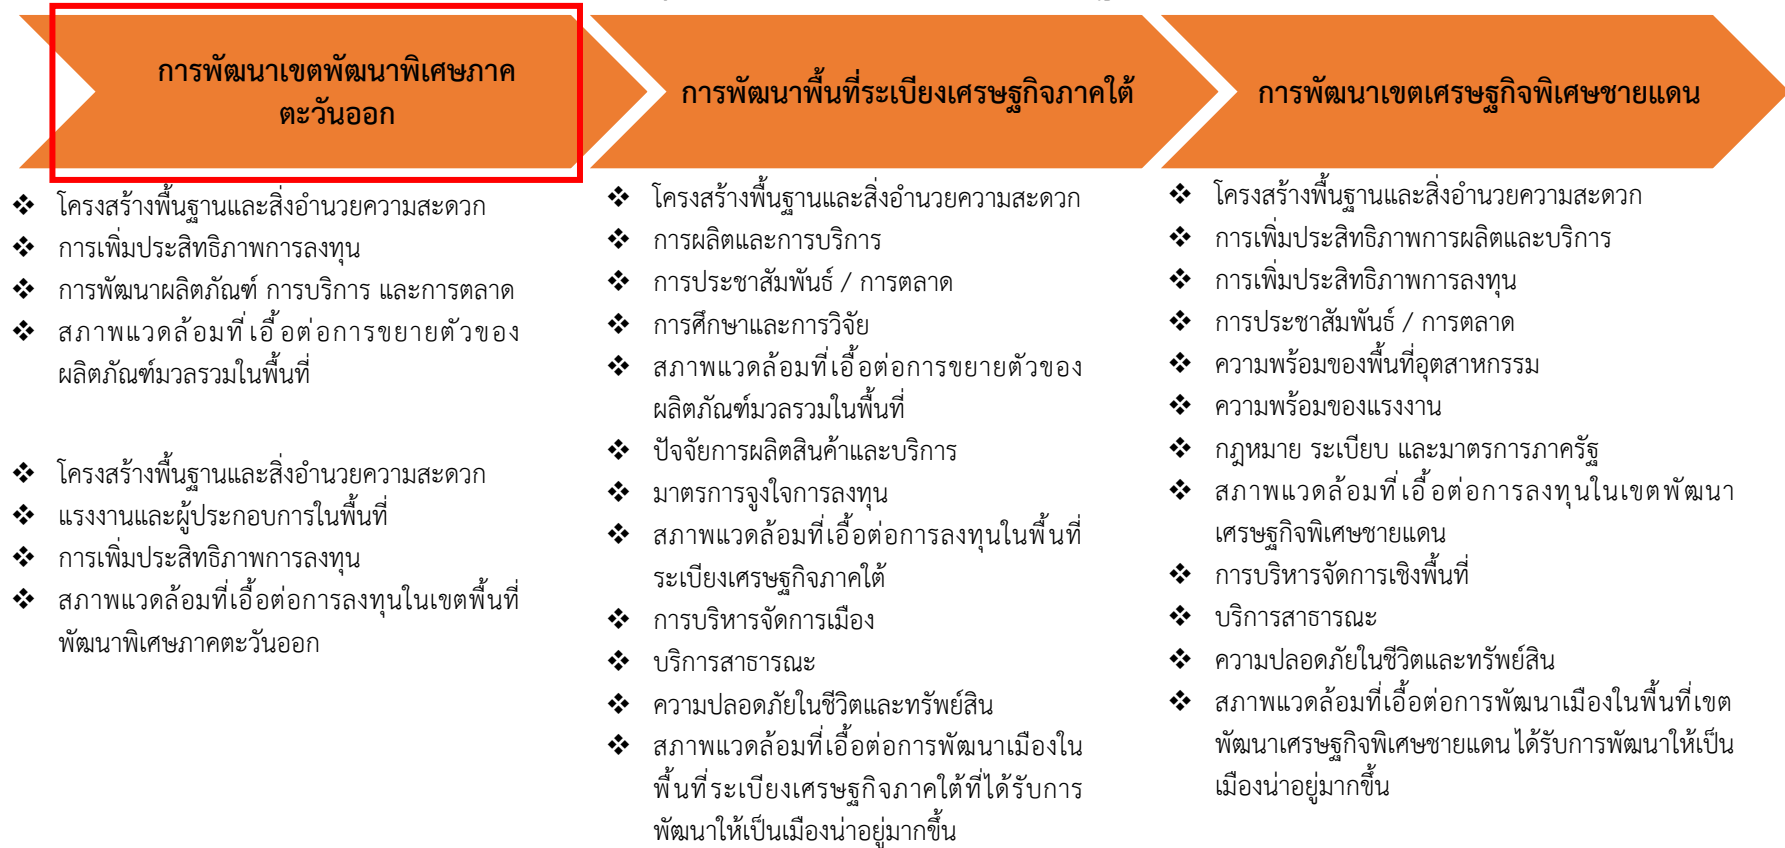 การพัฒนาเขตพัฒนาพิเศษภาค
ตะวันออก
❖ โครงสร้างพื้นฐานและสิ่งอำนวยความสะดวก
❖ การเพิ่มประสิทธิภาพการลงทุน
❖ การพัฒนาผลิตภัณฑ์ การบริการ และการตลาด
❖ สภาพแวดล้อมที่เอื้อต่อการขยายตัวของ
ผลิตภัณฑ์มวลรวมในพื้นที่
❖ โครงสร้างพื้นฐานและสิ่งอำนวยความสะดวก
❖ แรงงานและผู้ประกอบการในพื้นที่
❖ การเพิ่มประสิทธิภาพการลงทุน
❖ สภาพแวดล้อมที่เอื้อต่อการลงทุนในเขตพื้นที่
พัฒนาพิเศษภาคตะวันออก
การพัฒนาพื้นที่ระเบียงเศรษฐกิจภาคใต้
❖ โครงสร้างพื้นฐานและสิ่งอำนวยความสะดวก
❖ การผลิตและการบริการ
❖ การประชาสัมพันธ์ / การตลาด
❖ การศึกษาและการวิจัย
❖ สภาพแวดล้อมที่เอื้อต่อการขยายตัวของ
ผลิตภัณฑ์มวลรวมในพื้นที่
❖ ปัจจัยการผลิตสินค้าและบริการ
❖ มาตรการจูงใจการลงทุน
❖ สภาพแวดล้อมที่เอื้อต่อการลงทุนในพื้นที่
ระเบียงเศรษฐกิจภาคใต้
❖ การบริหารจัดการเมือง
❖ บริการสาธารณะ
❖ ความปลอดภัยในชีวิตและทรัพย์สิน
❖ สภาพแวดล้อมที่เอื้อต่อการพัฒนาเมืองใน
พื้นที่ระเบียงเศรษฐกิจภาคใต้ที่ได้รับการ
พัฒนาให้เป็นเมืองน่าอยู่มากขึ้น
การพัฒนาเขตเศรษฐกิจพิเศษชายแดน
❖ โครงสร้างพื้นฐานและสิ่งอำนวยความสะดวก
❖ การเพิ่มประสิทธิภาพการผลิตและบริการ
❖ การเพิ่มประสิทธิภาพการลงทุน
❖ การประชาสัมพันธ์ / การตลาด
❖ ความพร้อมของพื้นที่อุตสาหกรรม
❖ ความพร้อมของแรงงาน
❖ กฎหมาย ระเบียบ และมาตรการภาครัฐ
❖ สภาพแวดล้อมที่เอื้อต่อการลงทุนในเขตพัฒนา
เศรษฐกิจพิเศษชายแดน
❖ การบริหารจัดการเชิงพื้นที่
❖ บริการสาธารณะ
❖ ความปลอดภัยในชีวิตและทรัพย์สิน
❖ สภาพแวดล้อมที่เอื้อต่อการพัฒนาเมืองในพื้นที่เขต
พัฒนาเศรษฐกิจพิเศษชายแดน ได้รับการพัฒนาให้เป็น
เมืองน่าอยู่มากขึ้น